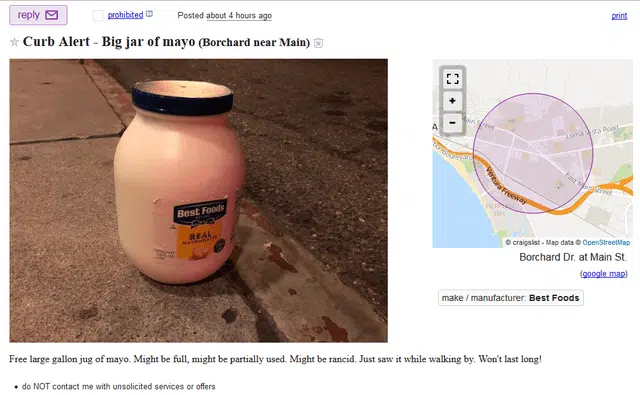 reply prohibited Posted about 4 hours ago print
☆ Curb Alert - Big jar of mayo (Borchard near Main)
Best Foods
REAL
MAYONNAISE
+
−
Main Street
Loma Vista Road
East Main Street
Ventura Freeway
© craigslist - Map data © OpenStreetMap
Borchard Dr. at Main St.
(google map)
make / manufacturer: Best Foods
Free large gallon jug of mayo. Might be full, might be partially used. Might be rancid. Just saw it while walking by. Won't last long!
• do NOT contact me with unsolicited services or offers